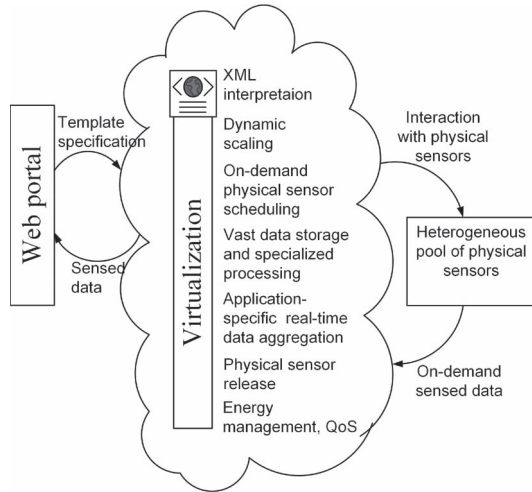 Web portal
Template
specification
Sensed
data
Virtualization
XML
interpretaion
Dynamic
scaling
On-demand
physical sensor
scheduling
Vast data storage
and specialized
processing
Application-
specific real-time
data aggregation
Physical sensor
release
Energy
management, QoS
Interaction
with physical
sensors
Heterogeneous
pool of physical
sensors
On-demand
sensed data